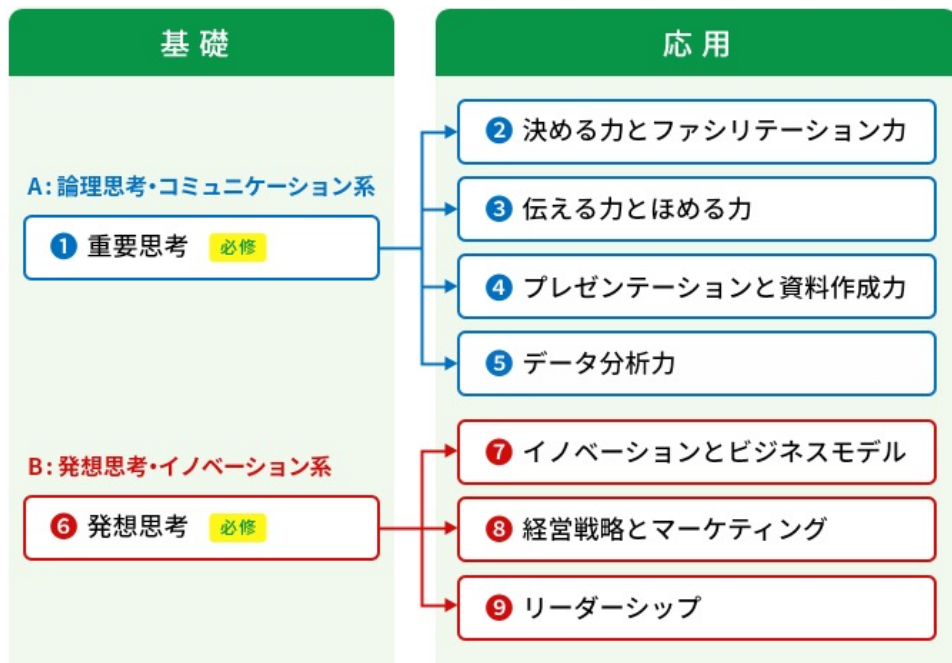 基礎
応用
A:論理思考・コミュニケーション系
❶ 重要思考 必修
❷ 決める力とファシリテーション力
❸ 伝える力とほめる力
❹ プレゼンテーションと資料作成力
❺ データ分析力
B:発想思考・イノベーション系
❻ 発想思考 必修
❼ イノベーションとビジネスモデル
❽ 経営戦略とマーケティング
❾ リーダーシップ